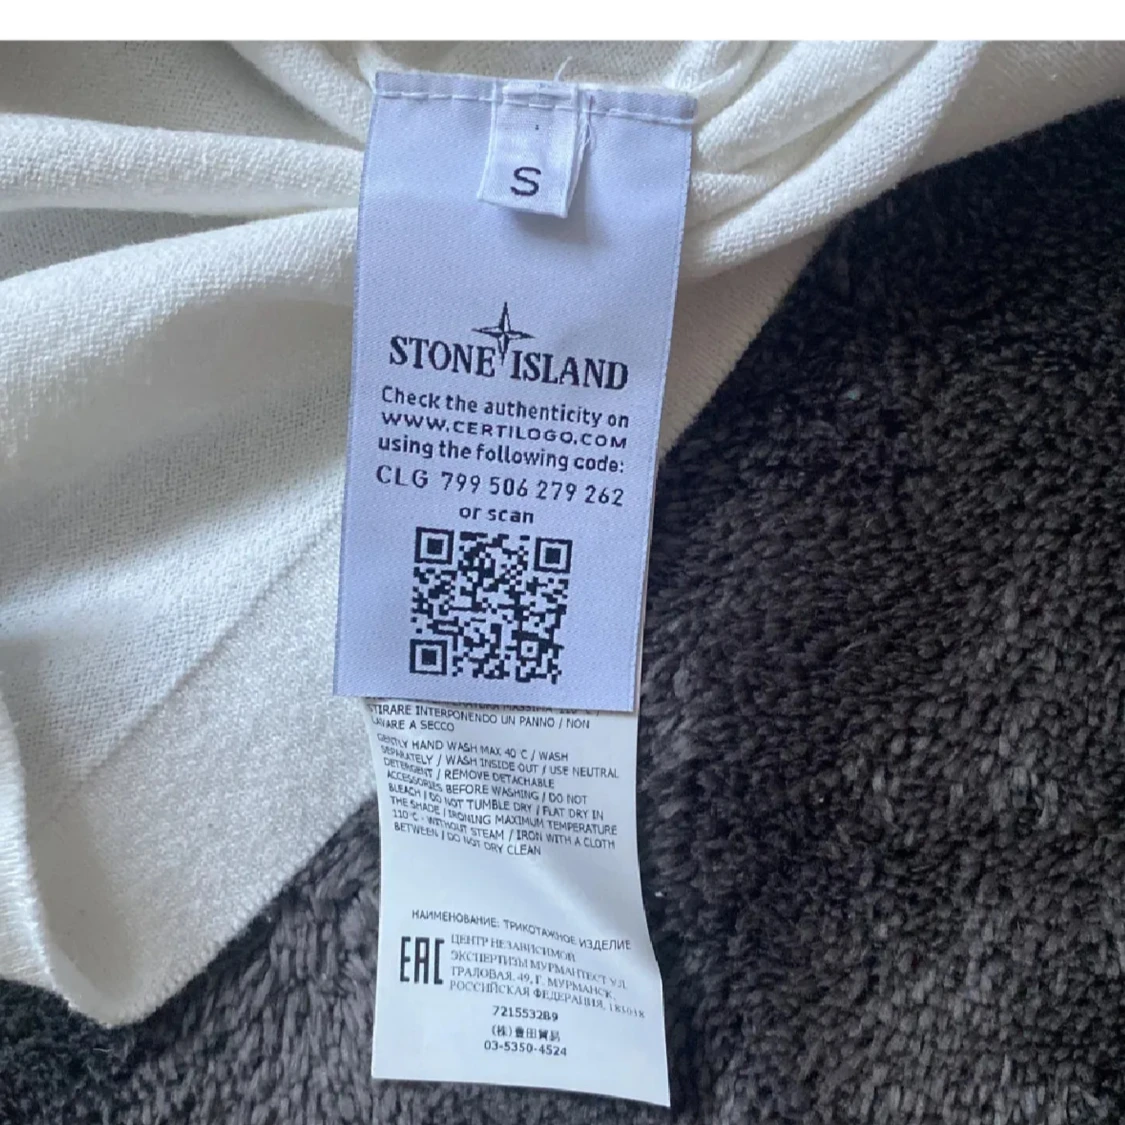 S
STONE ISLAND
Check the authenticity on
WWW.CERTILOGO.COM
using the following code:
CLG 799 506 279 262
or scan
STIRARE INTERPONENDO UN PANNO / NON
LAVARE A SECCO
GENTLY HAND WASH MAX 40°C / WASH
SEPARATELY / WASH INSIDE OUT / USE NEUTRAL
DETERGENT / REMOVE DETACHABLE
ACCESSORIES BEFORE WASHING / DO NOT
BLEACH / DO NOT TUMBLE DRY / FLAT DRY IN
THE SHADE / IRONING MAXIMUM TEMPERATURE
110°C - WITHOUT STEAM / IRON WITH A CLOTH
BETWEEN / DO NOT DRY CLEAN
НАИМЕНОВАНИЕ: ТРИКОТАЖНОЕ ИЗДЕЛИЕ
EAC
ЦЕНТР НЕЗАВИСИМОЙ
ЭКСПЕРТИЗЫ МУРМАНТЕСТ УЛ.
ТРАЛОВАЯ, 49, Г. МУРМАНСК,
РОССИЙСКАЯ ФЕДЕРАЦИЯ, 183038
721553289
(株)豊田貿易
03-5350-4524